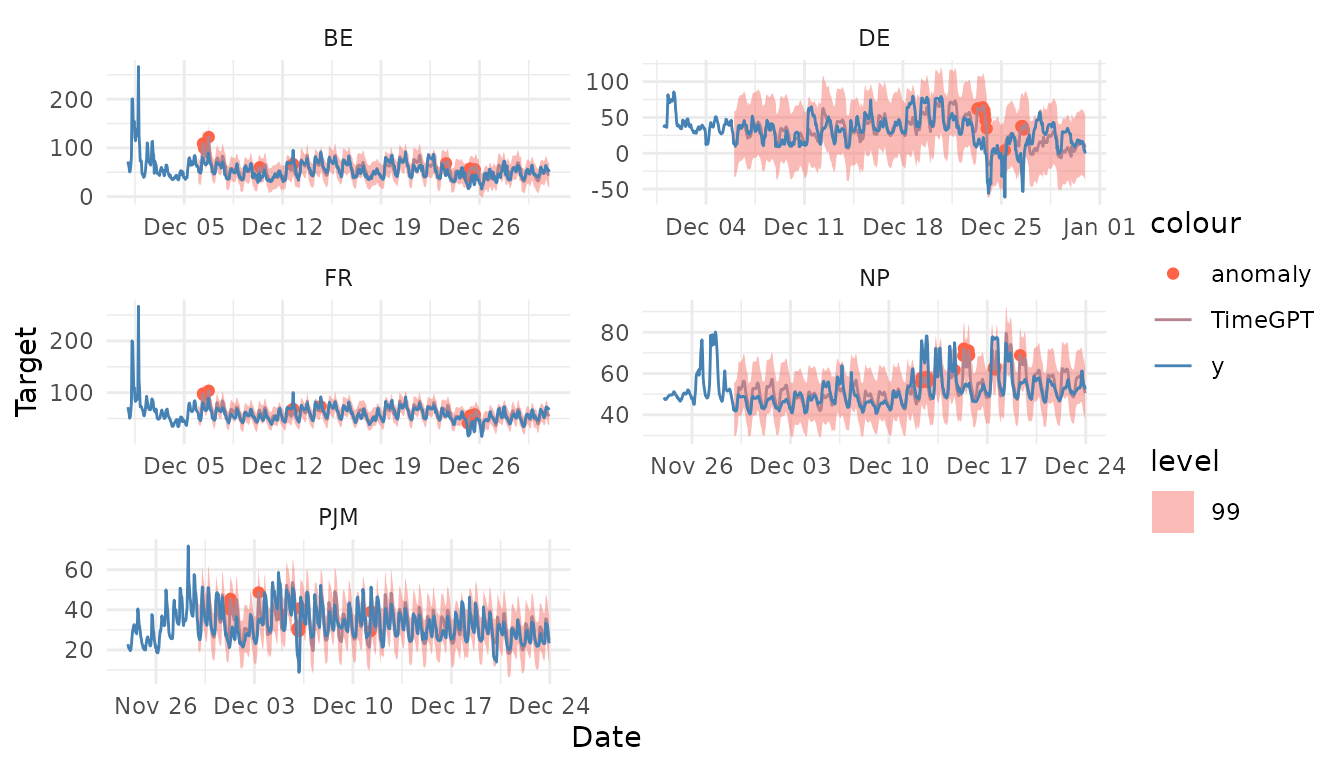 BE
200
100
0
Dec 05 Dec 12 Dec 19 Dec 26
DE
100
50
0
-50
Dec 04 Dec 11 Dec 18 Dec 25 Jan 01
FR
200
100
Dec 05 Dec 12 Dec 19 Dec 26
NP
80
60
40
Nov 26 Dec 03 Dec 10 Dec 17 Dec 24
PJM
60
40
20
Nov 26 Dec 03 Dec 10 Dec 17 Dec 24
Target
Date
colour
anomaly
TimeGPT
y
level
99